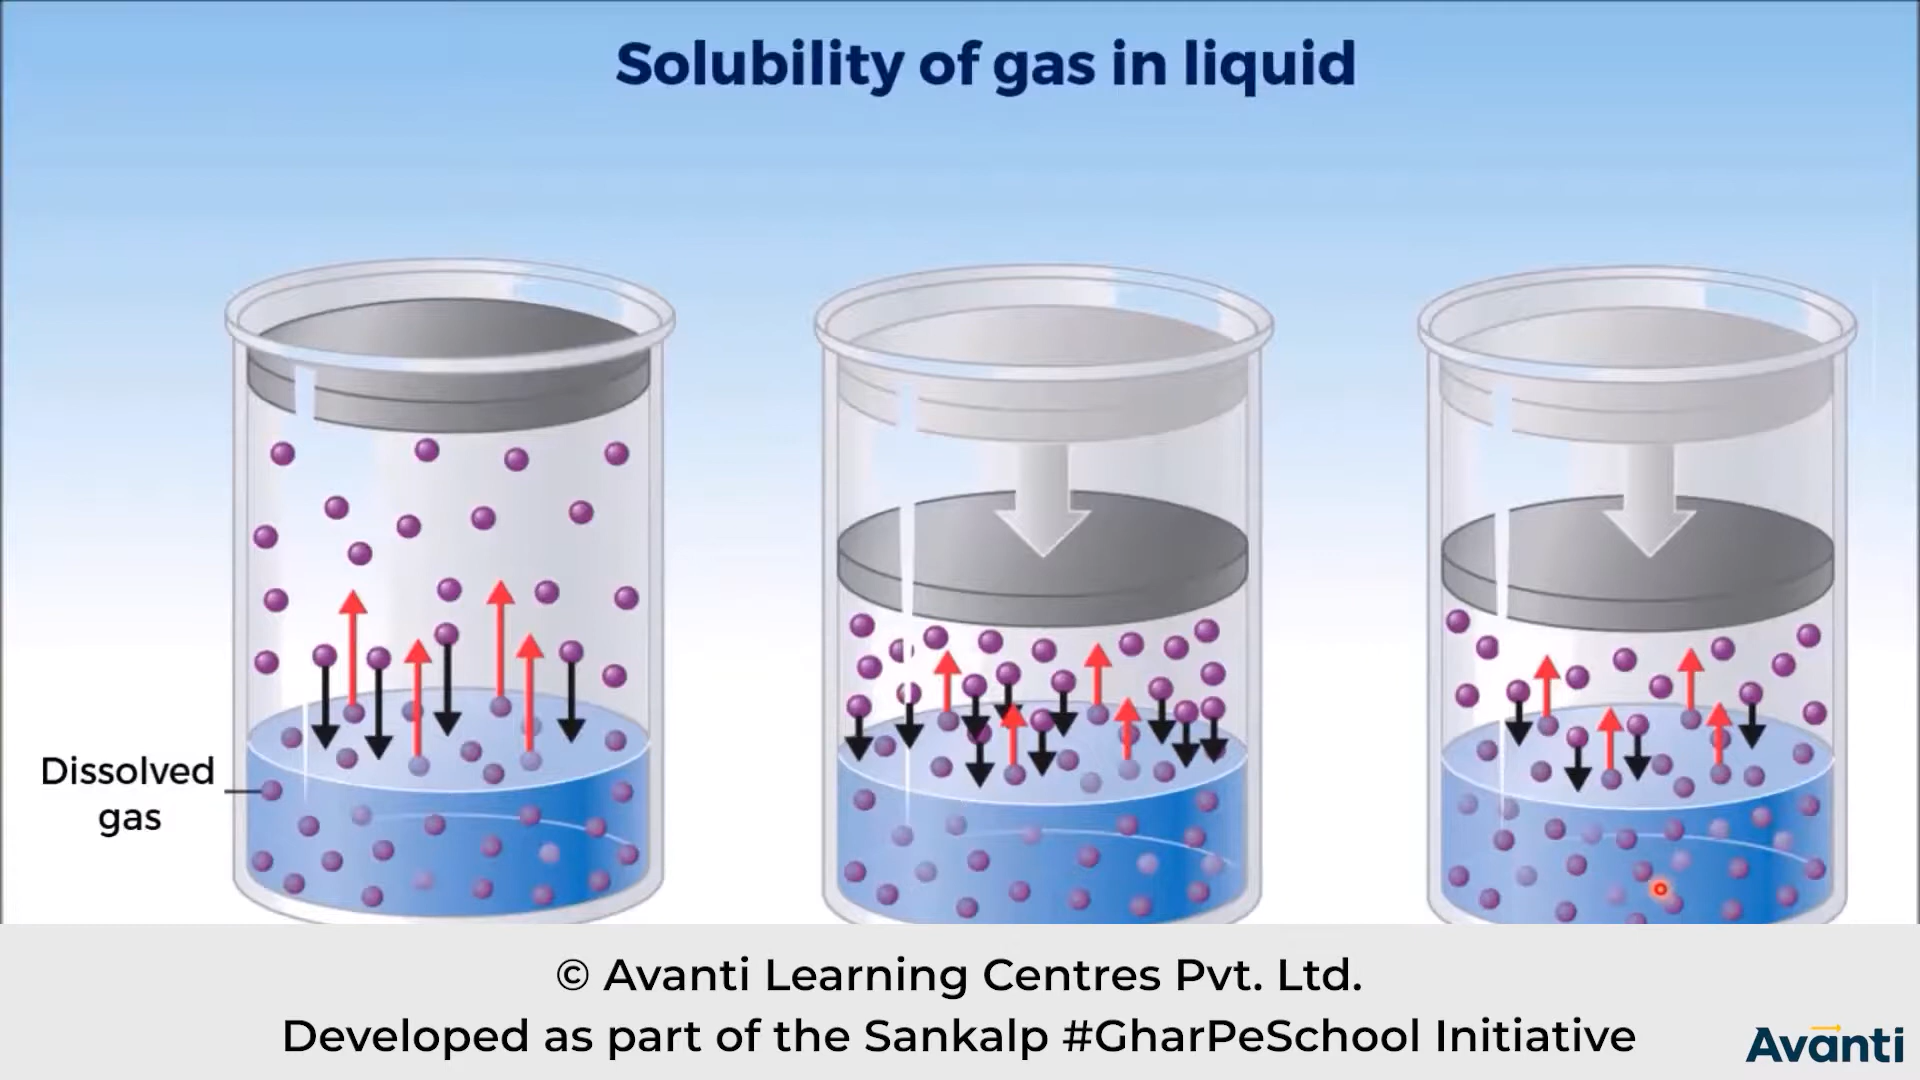 Solubility of gas in liquid
Dissolved
gas
© Avanti Learning Centres Pvt. Ltd.
Developed as part of the Sankalp #GharPeSchool Initiative
Avanti